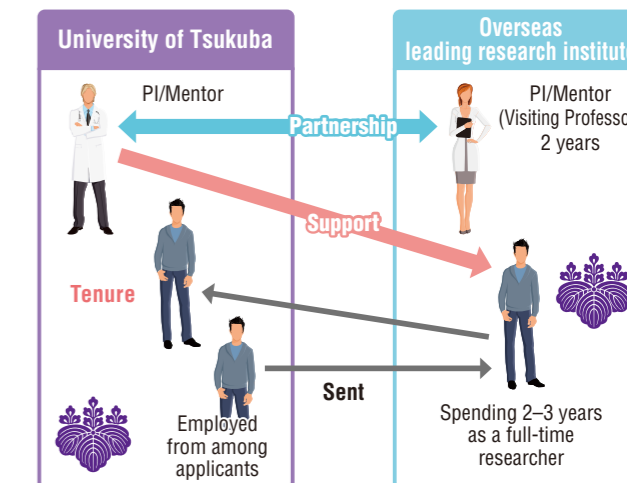 University of Tsukuba
Overseas
leading research institute
PI/Mentor
Partnership
PI/Mentor
(Visiting Professo
2 years
Support
Tenure
Sent
Employed
from among
applicants
Spending 2–3 years
as a full-time
researcher